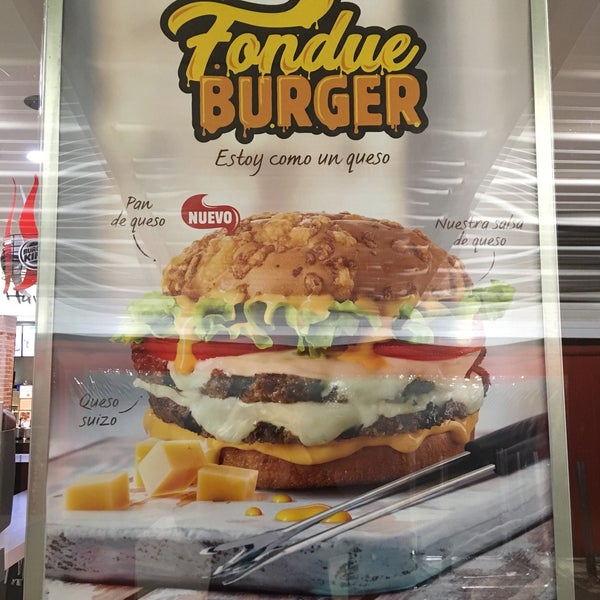 Fondue
BURGER
Estoy como un queso
Pan
de queso
NUEVO
Nuestra salsa
de queso
Queso
suizo